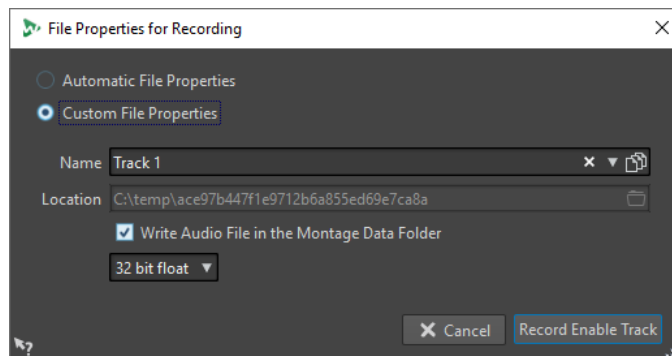 File Properties for Recording
Automatic File Properties
Custom File Properties
Name Track 1
Location C:\temp\ace97b447f1e9712b6a855ed69e7ca8a
Write Audio File in the Montage Data Folder
32 bit float
Cancel Record Enable Track